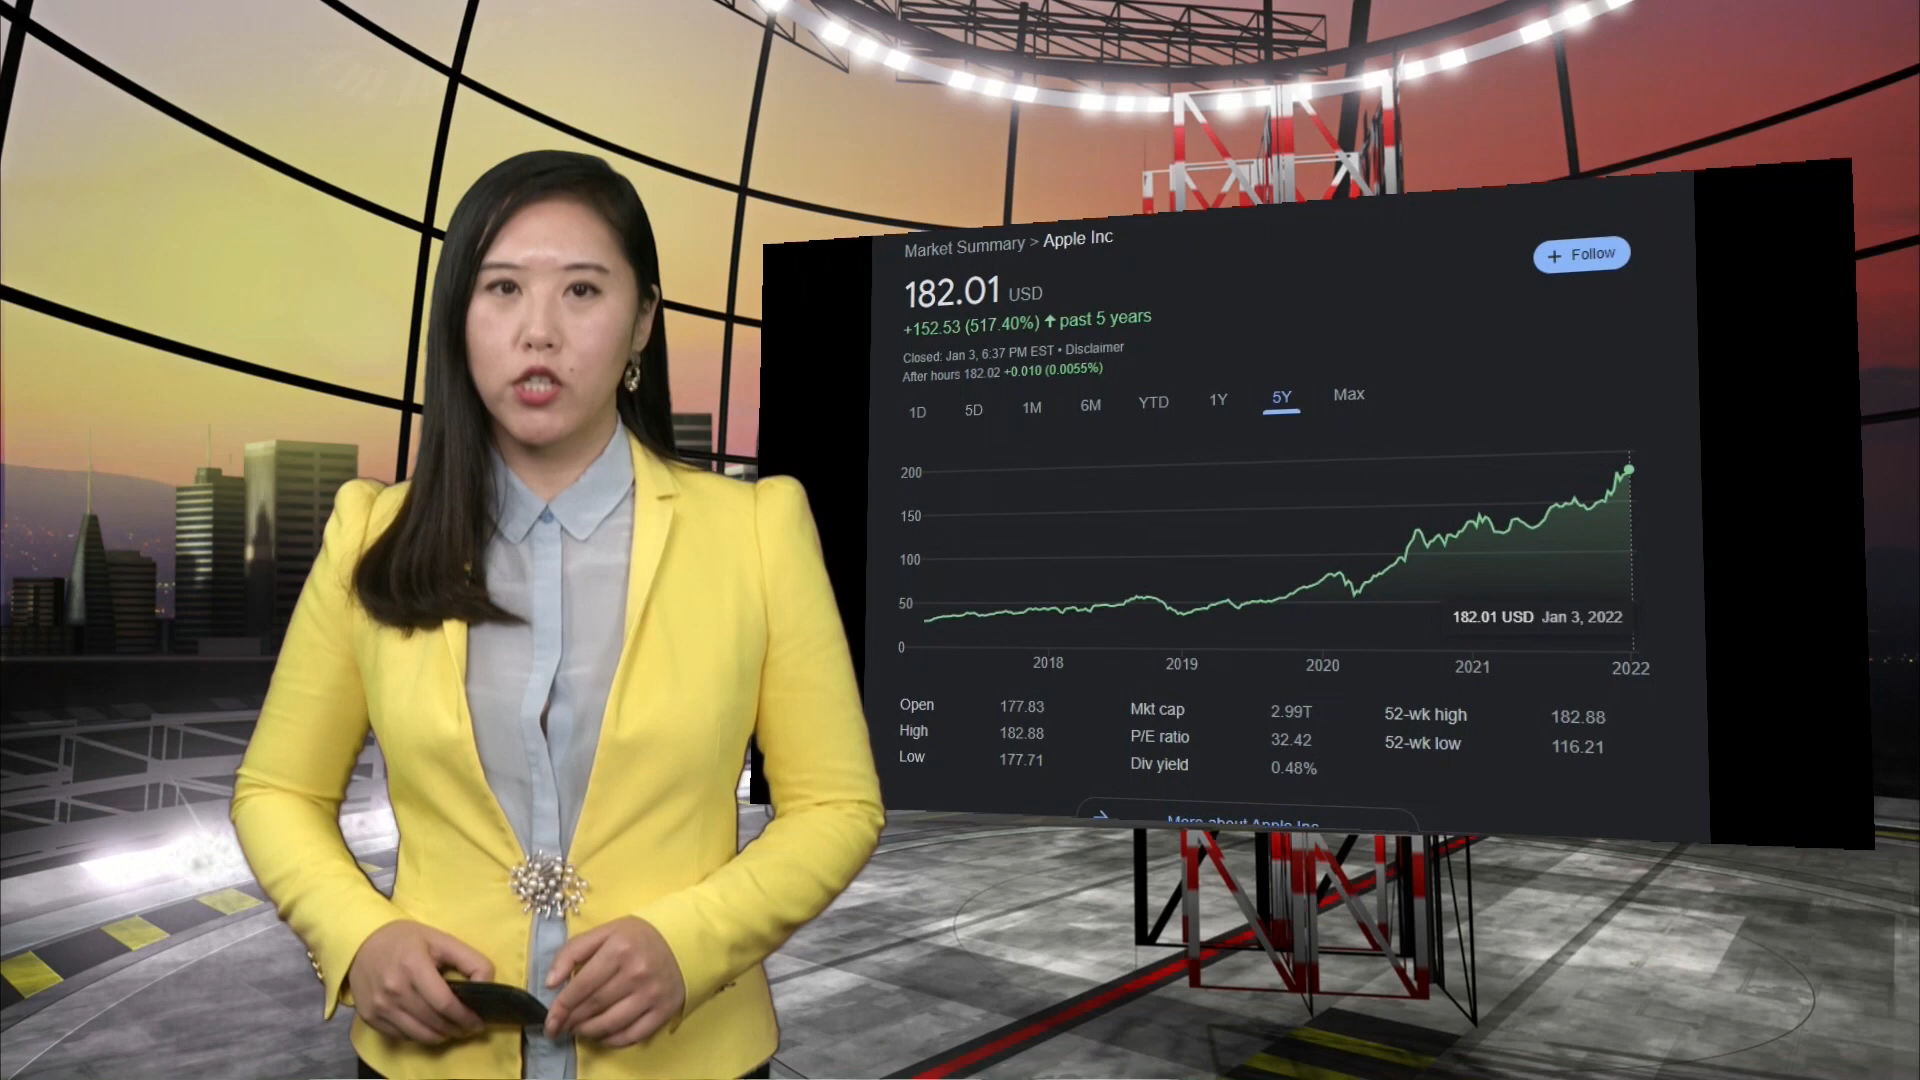 Market Summary > Apple Inc
+ Follow
182.01 USD
+152.53 (517.40%) ↑ past 5 years
Closed: Jan 3, 6:37 PM EST • Disclaimer
After hours 182.02 +0.010 (0.0055%)
1D 5D 1M 6M YTD 1Y 5Y Max
200
150
100
50
0
182.01 USD Jan 3, 2022
2018 2019 2020 2021 2022
Open 177.83 Mkt cap 2.99T 52-wk high 182.88
High 182.88 P/E ratio 32.42 52-wk low 116.21
Low 177.71 Div yield 0.48%
→ More about Apple Inc